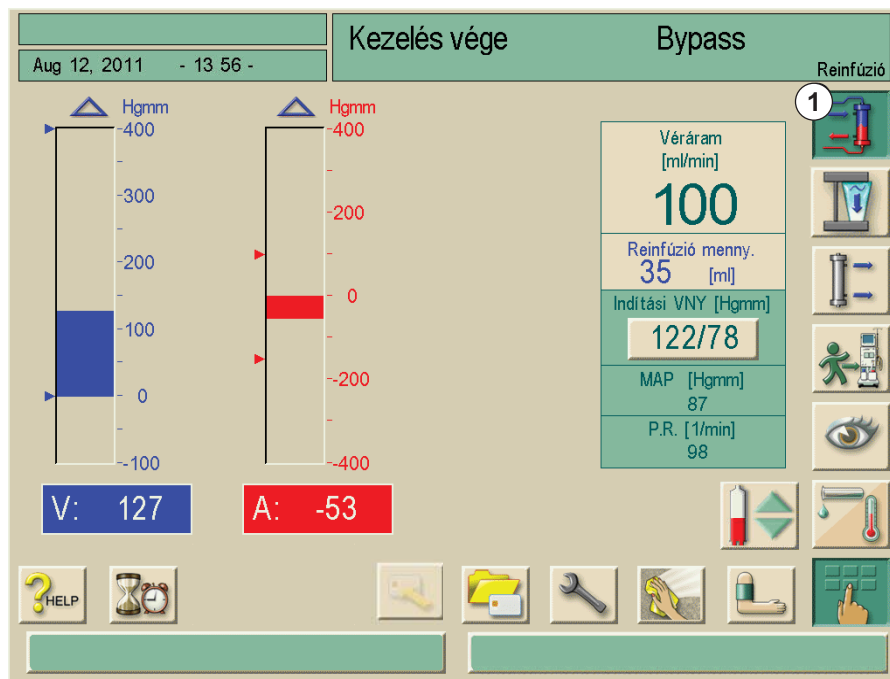 Kezelés vége Bypass
Aug 12, 2011 - 13 56 -
Reinfúzió
1
Hgmm
400
300
200
100
0
-100
V: 127
Hgmm
400
200
0
-200
-400
A: -53
Véráram
[ml/min]
100
Reinfúzió menny.
35 [ml]
Indítási VNY [Hgmm]
122/78
MAP [Hgmm]
87
P.R. [1/min]
98
?HELP